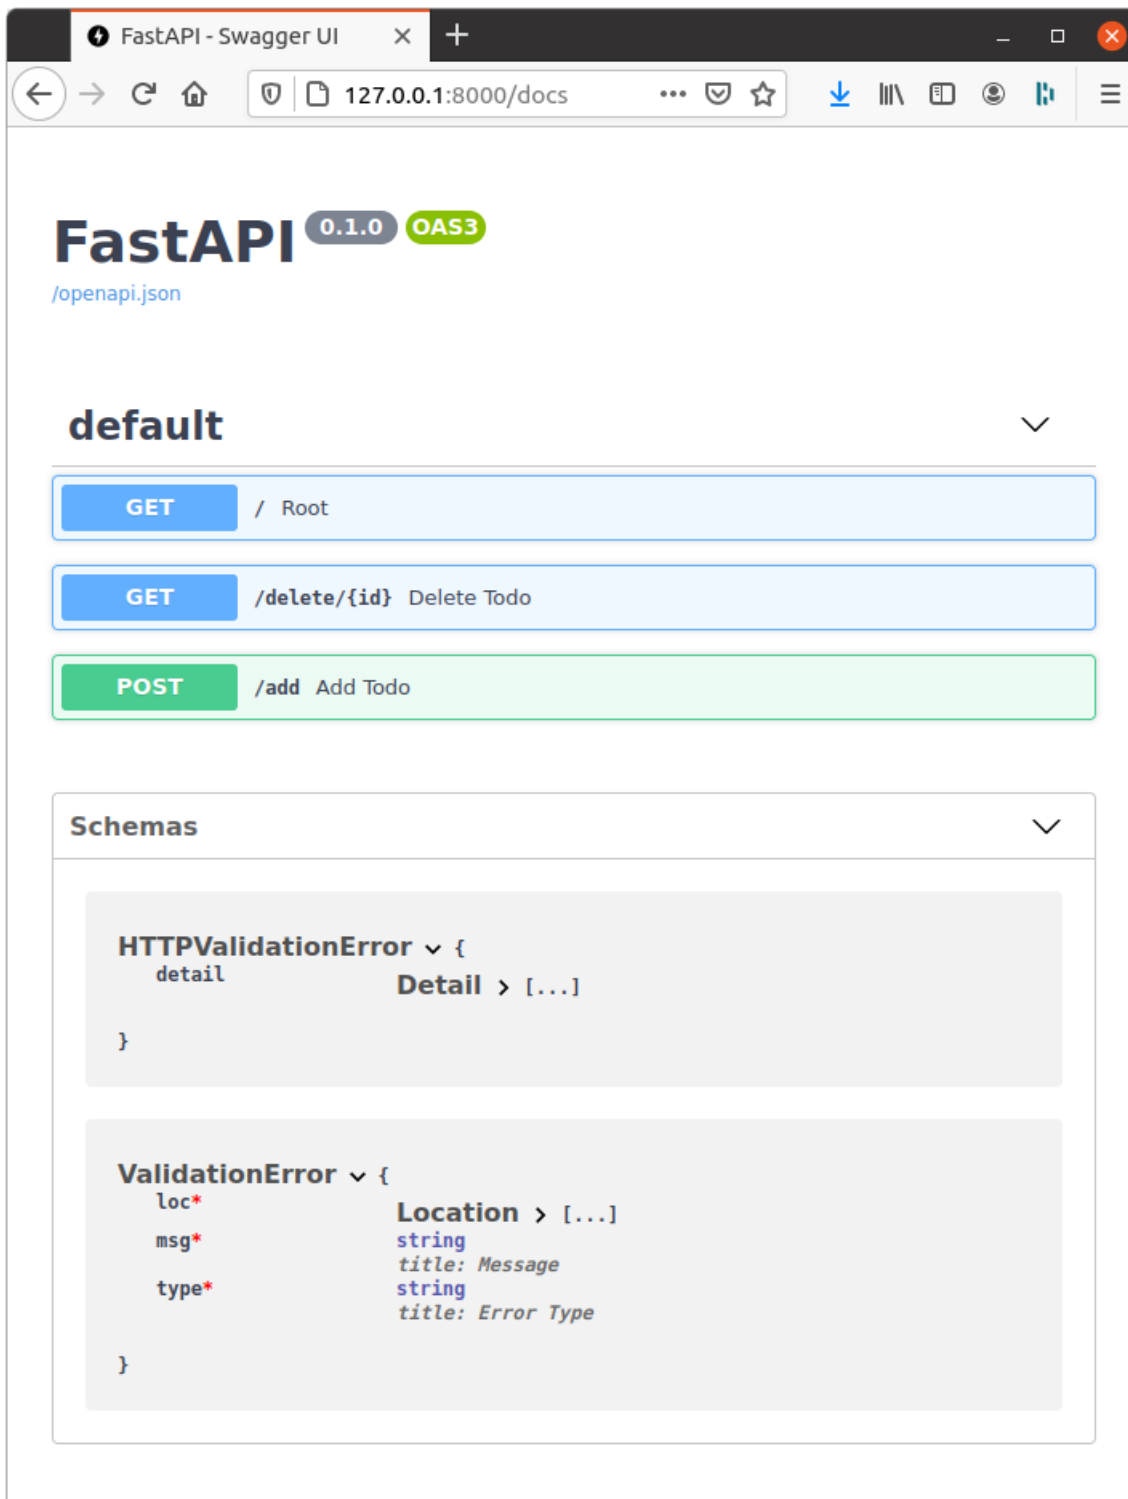 FastAPI - Swagger UI
127.0.0.1:8000/docs
FastAPI 0.1.0 OAS3
/openapi.json
default
GET / Root
GET /delete/{id} Delete Todo
POST /add Add Todo
Schemas
HTTPValidationError {
detail Detail > [...]
}
ValidationError {
loc* Location > [...]
msg* string
title: Message
type* string
title: Error Type
}